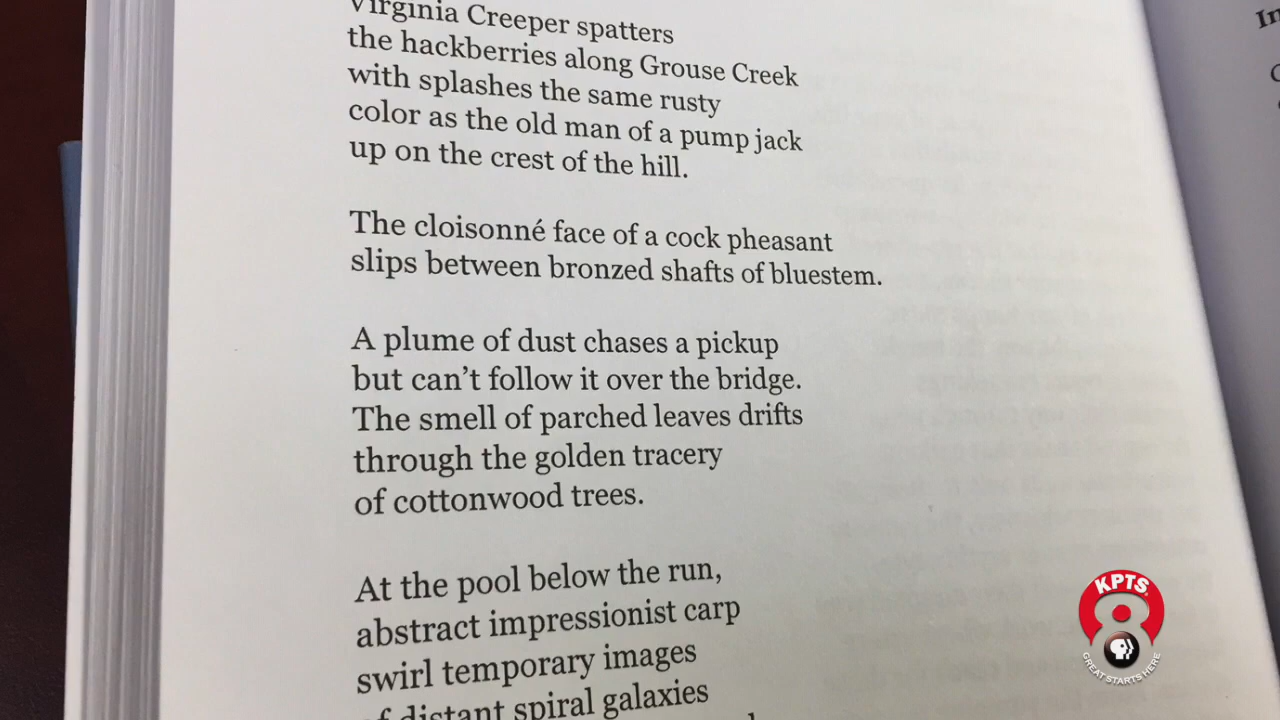 Virginia Creeper spatters
the hackberries along Grouse Creek
with splashes the same rusty
color as the old man of a pump jack
up on the crest of the hill.
The cloisonné face of a cock pheasant
slips between bronzed shafts of bluestem.
A plume of dust chases a pickup
but can't follow it over the bridge.
The smell of parched leaves drifts
through the golden tracery
of cottonwood trees.
At the pool below the run,
abstract impressionist carp
swirl temporary images
of distant spiral galaxies
KPTS
8
GREAT STARTS HERE